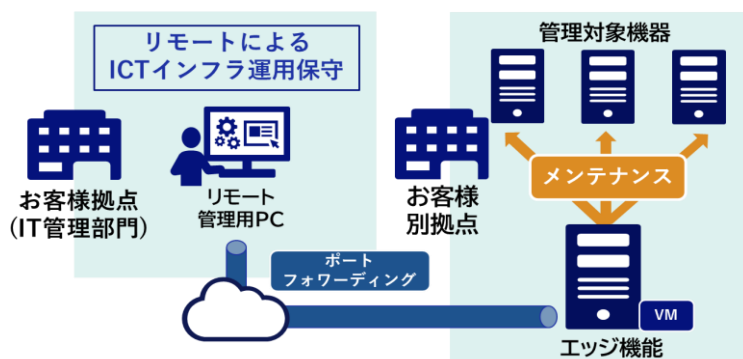 リモートによる
ICTインフラ運用保守
お客様拠点
(IT管理部門)
リモート
管理用PC
ポート
フォワーディング
管理対象機器
お客様
別拠点
メンテナンス
VM
エッジ機能